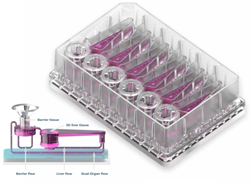 Barrier tissue
3D liver tissue
Barrier flow
Liver flow
Dual Organ flow